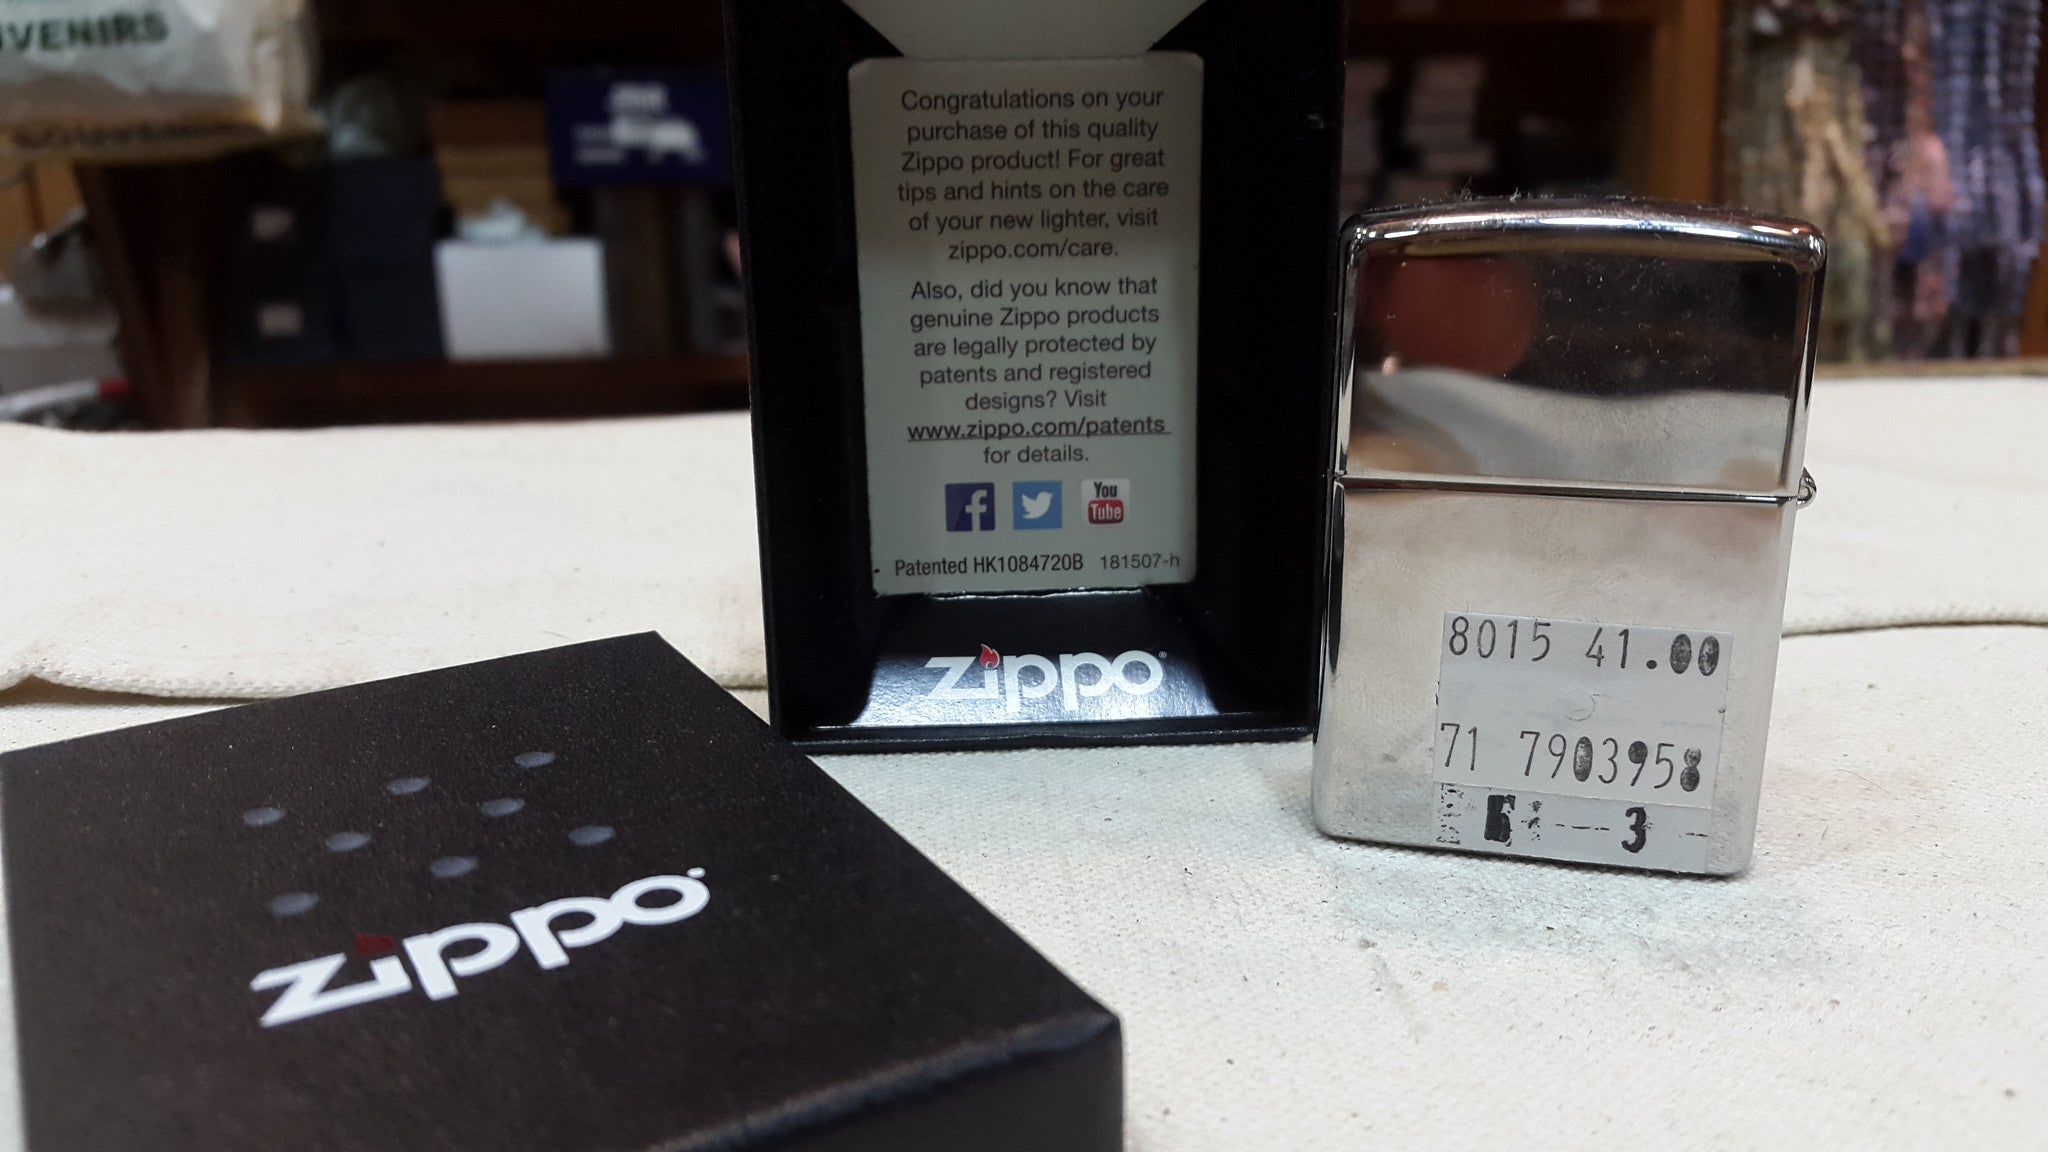 VENIRS
Congratulations on your
purchase of this quality
Zippo product! For great
tips and hints on the care
of your new lighter, visit
zippo.com/care.
Also, did you know that
genuine Zippo products
are legally protected by
patents and registered
designs? Visit
www.zippo.com/patents
for details.
You
Tube
Patented HK1084720B 181507-h
zippo
zippo
8015 41.00
71 7903958
3